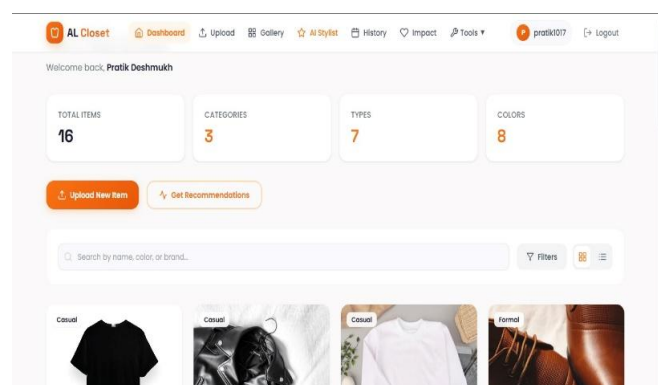 AL Closet Dashboard Upload Gallery AI Stylist History Impact Tools ▾ P pratik1017 Logout
Welcome back, Pratik Deshmukh
TOTAL ITEMS CATEGORIES TYPES COLORS
16 3 7 8
Upload New Item Get Recommendations
Search by name, color, or brand... Filters
Casual Casual Casual Formal